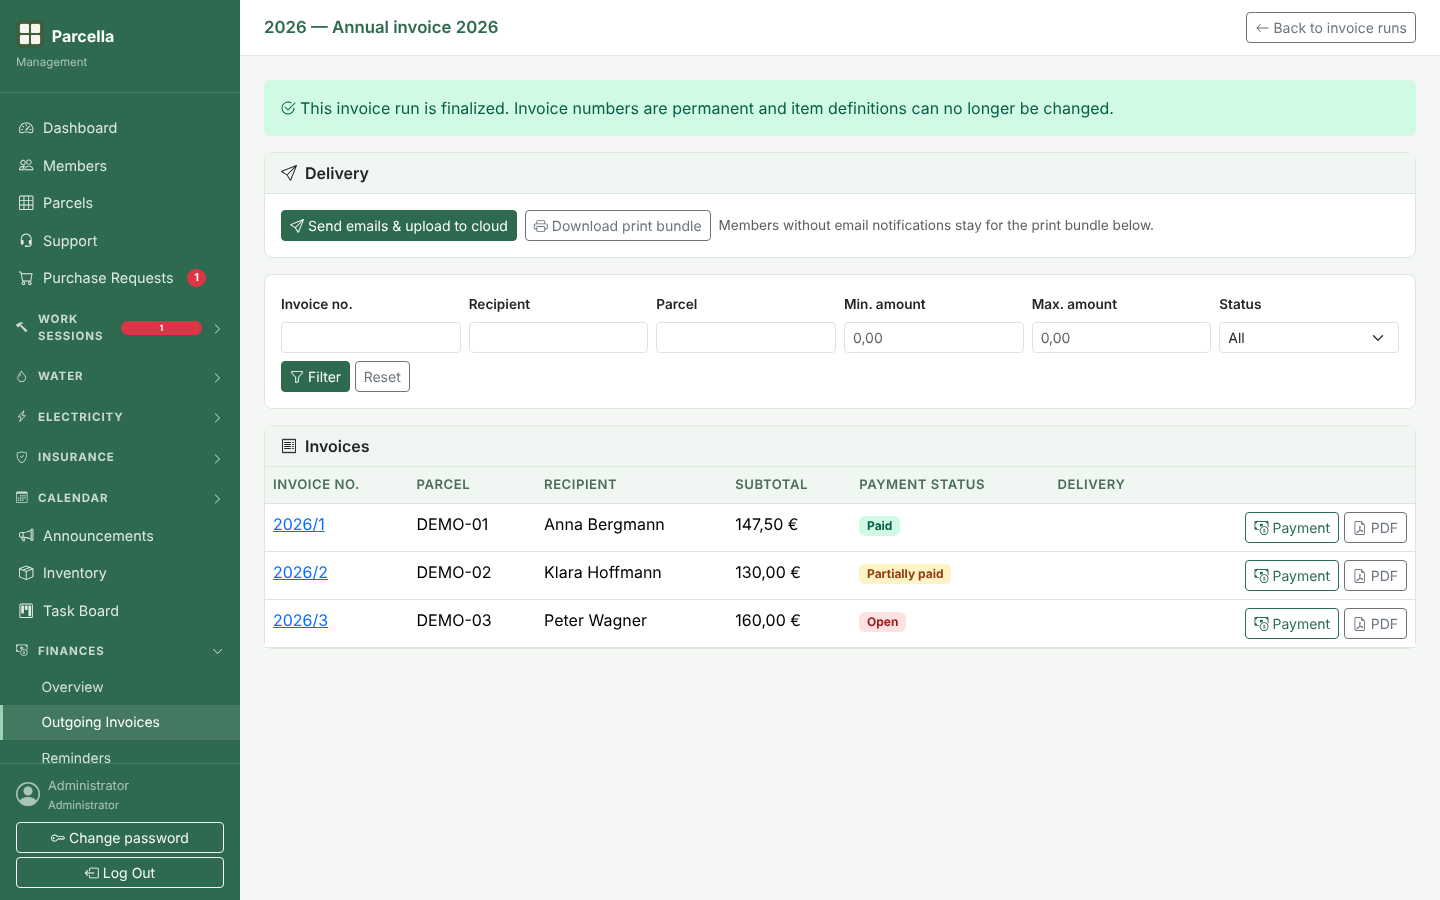 Parcella
Management
Dashboard
Members
Parcels
Support
Purchase Requests 1
WORK SESSIONS 1
WATER
ELECTRICITY
INSURANCE
CALENDAR
Announcements
Inventory
Task Board
FINANCES
Overview
Outgoing Invoices
Reminders
Administrator
Administrator
Change password
Log Out
2026 — Annual invoice 2026
← Back to invoice runs
This invoice run is finalized. Invoice numbers are permanent and item definitions can no longer be changed.
Delivery
Send emails & upload to cloud Download print bundle Members without email notifications stay for the print bundle below.
Invoice no. Recipient Parcel Min. amount Max. amount Status
0,00 0,00 All
Filter Reset
Invoices
INVOICE NO. PARCEL RECIPIENT SUBTOTAL PAYMENT STATUS DELIVERY
2026/1 DEMO-01 Anna Bergmann 147,50 € Paid Payment PDF
2026/2 DEMO-02 Klara Hoffmann 130,00 € Partially paid Payment PDF
2026/3 DEMO-03 Peter Wagner 160,00 € Open Payment PDF